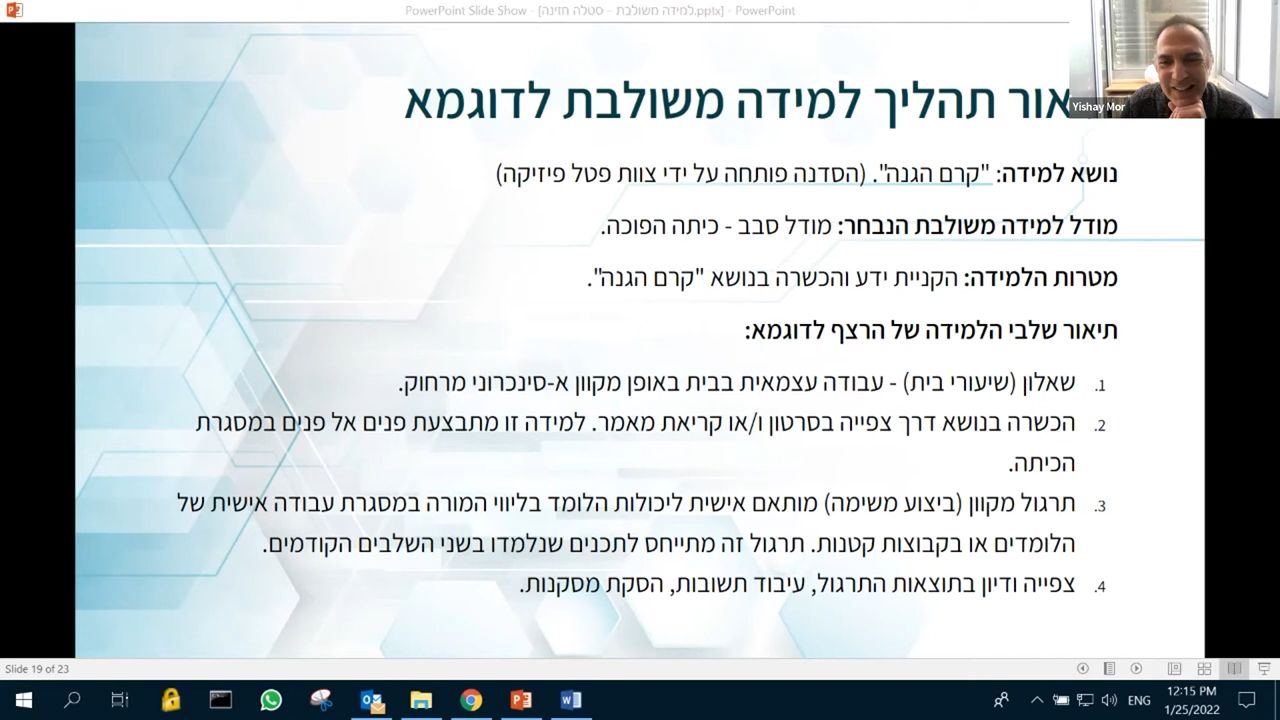 PowerPoint Slide Show - [למידה משולבת – סטלה חזינה.pptx] - PowerPoint
Yishay Mor
אור תהליך למידה משולבת לדוגמא
נושא למידה: "קרם הגנה". (הסדנה פותחה על ידי צוות פטל פיזיקה)
מודל למידה משולבת הנבחר: מודל סבב - כיתה הפוכה.
מטרות הלמידה: הקניית ידע והכשרה בנושא "קרם הגנה".
תיאור שלבי הלמידה של הרצף לדוגמא:
1. שאלון (שיעורי בית) - עבודה עצמאית בבית באופן מקוון א-סינכרוני מרחוק.
2. הכשרה בנושא דרך צפייה בסרטון ו/או קריאת מאמר. למידה זו מתבצעת פנים אל פנים במסגרת
הכיתה.
3. תרגול מקוון (ביצוע משימה) מותאם אישית ליכולות הלומד בליווי המורה במסגרת עבודה אישית של
הלומדים או בקבוצות קטנות. תרגול זה מתייחס לתכנים שנלמדו בשני השלבים הקודמים.
4. צפייה ודיון בתוצאות התרגול, עיבוד תשובות, הסקת מסקנות.
Slide 19 of 23
ENG
12:15 PM
1/25/2022